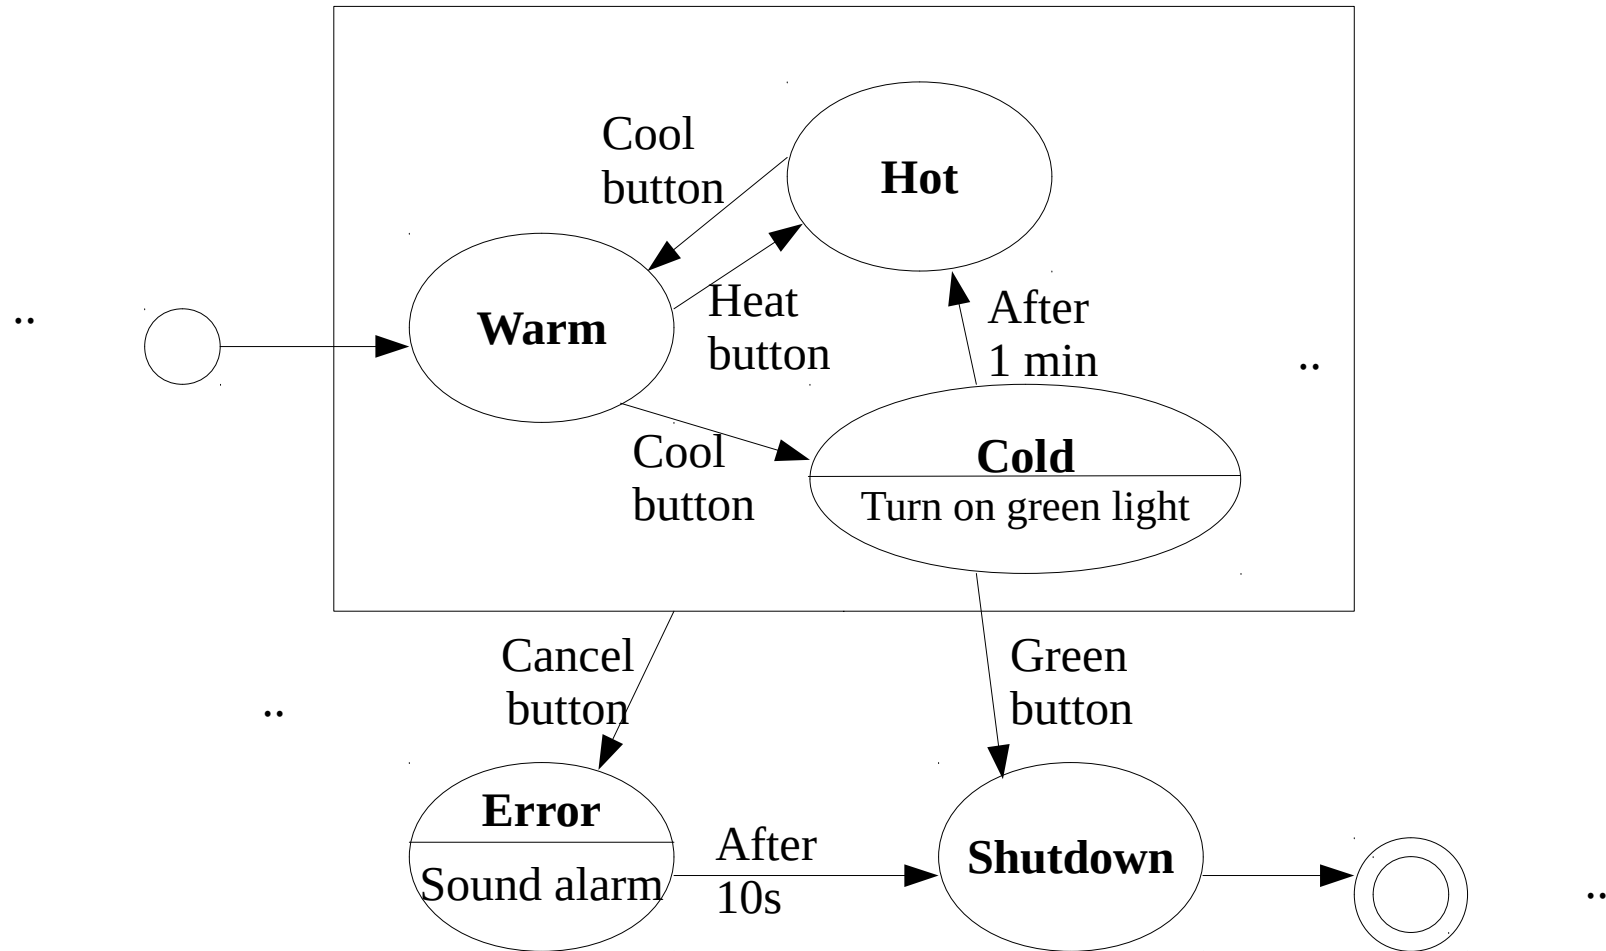 Cool
button
Hot
..
Warm
Heat
button
After
1 min
..
Cool
button
Cold
Turn on green light
Cancel
button
Green
button
..
Error
Sound alarm
After
10s
Shutdown
..